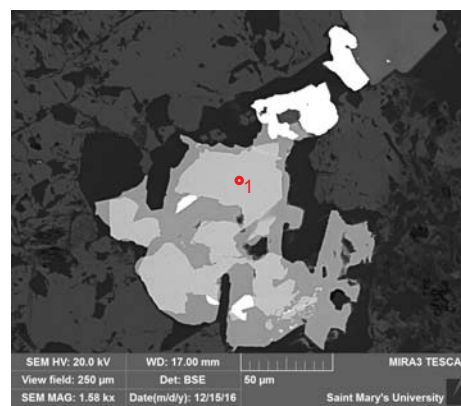 1
SEM HV: 20.0 kV WD: 17.00 mm MIRA3 TESCA
View field: 250 µm Det: BSE 50 µm
SEM MAG: 1.58 kx Date(m/d/y): 12/15/16 Saint Mary's University